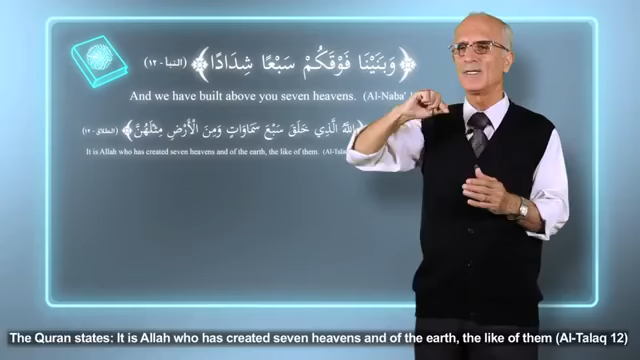 ﴿وَبَنَيْنَا فَوْقَكُمْ سَبْعًا شِدَادًا﴾ (النبأ - ١٢)
And we have built above you seven heavens. (Al-Naba'
اللَّهُ الَّذِي خَلَقَ سَبْعَ سَمَاوَاتٍ وَمِنَ الْأَرْضِ مِثْلَهُنَّ﴾ (الطلاق - ١٢)
It is Allah who has created seven heavens and of the earth, the like of them.
The Quran states: It is Allah who has created seven heavens and of the earth, the like of them (Al-Talaq 12)